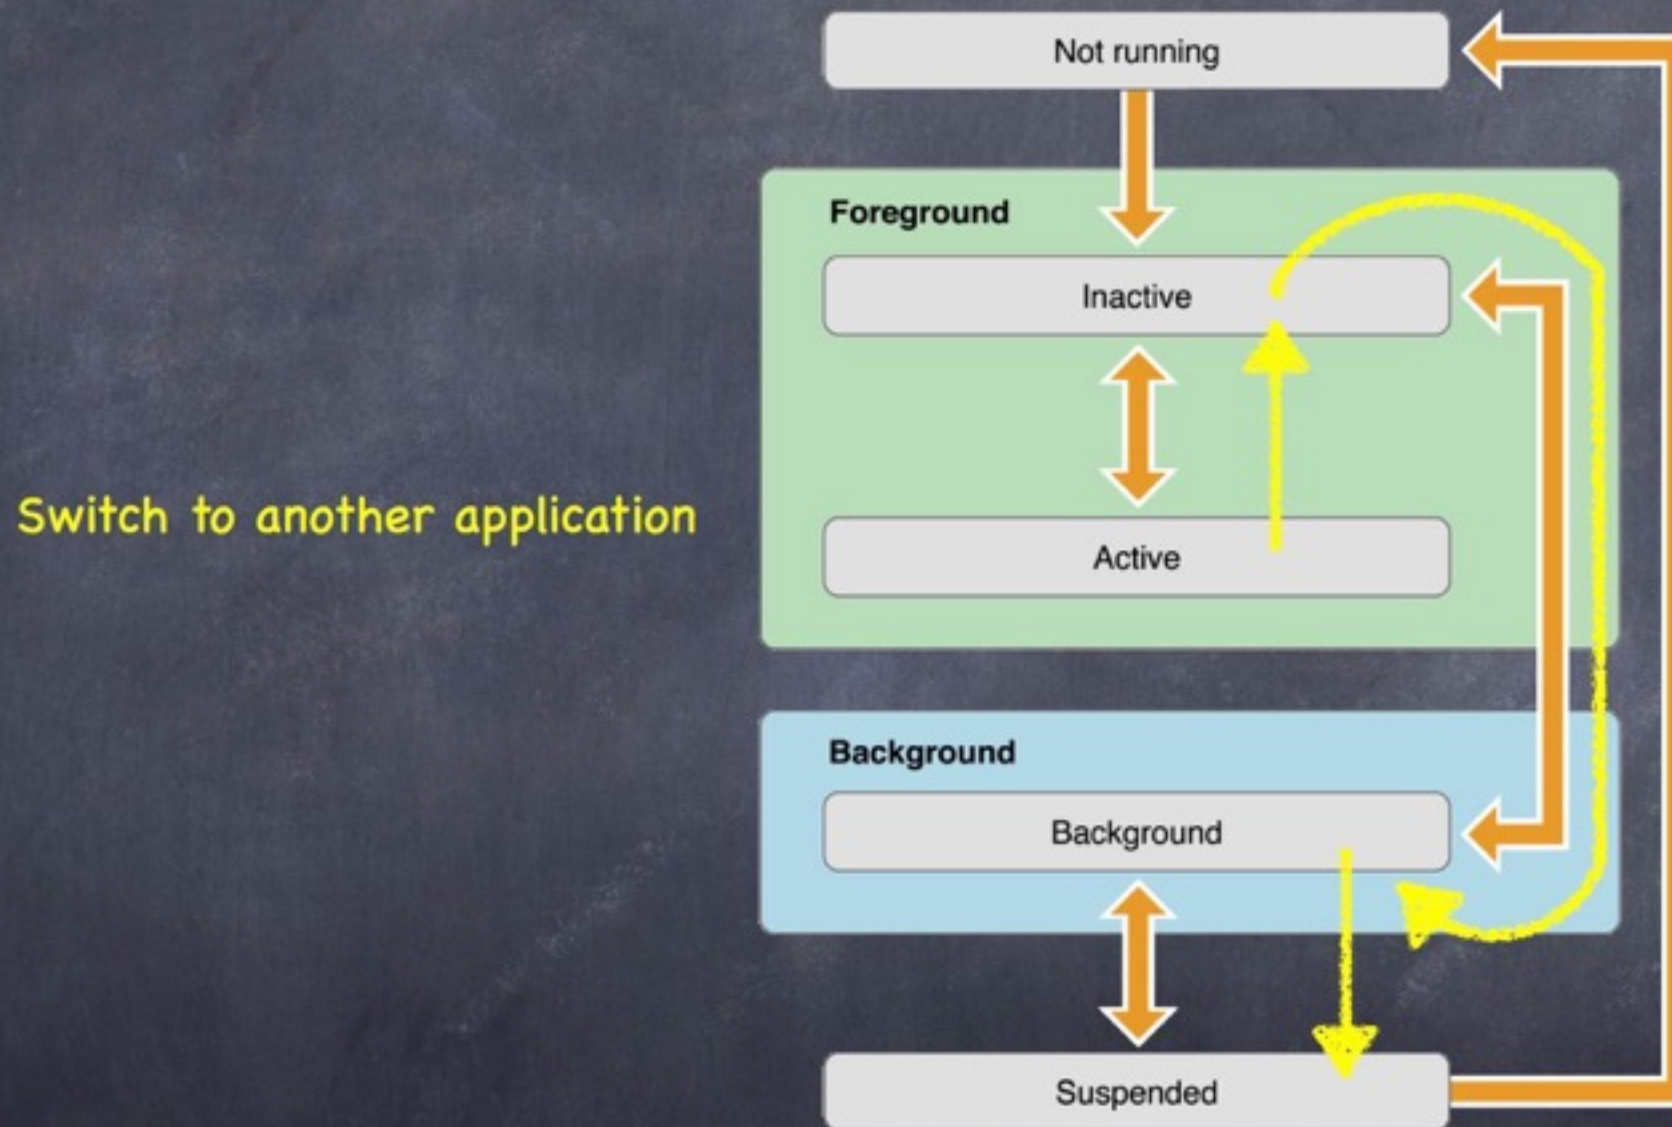 Not running
Foreground
Inactive
Switch to another application
Active
Background
Background
Suspended